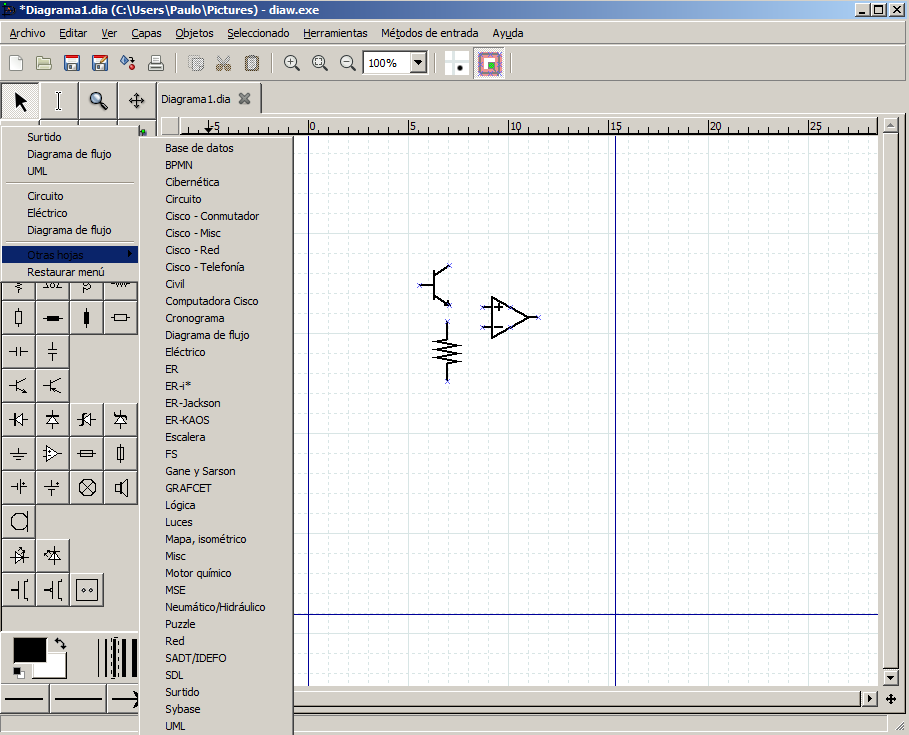 *Diagrama1.dia (C:\Users\Paulo\Pictures) - diaw.exe
Archivo Editar Ver Capas Objetos Seleccionado Herramientas Métodos de entrada Ayuda
100%
Diagrama1.dia
-5 0 5 10 15 20 25
Surtido
Diagrama de flujo
UML
Circuito
Eléctrico
Diagrama de flujo
Otras hojas
Restaurar menú
Base de datos
BPMN
Cibernética
Circuito
Cisco - Conmutador
Cisco - Misc
Cisco - Red
Cisco - Telefonía
Civil
Computadora Cisco
Cronograma
Diagrama de flujo
Eléctrico
ER
ER-i*
ER-Jackson
ER-KAOS
Escalera
FS
Gane y Sarson
GRAFCET
Lógica
Luces
Mapa, isométrico
Misc
Motor químico
MSE
Neumático/Hidráulico
Puzzle
Red
SADT/IDEFO
SDL
Surtido
Sybase
UML